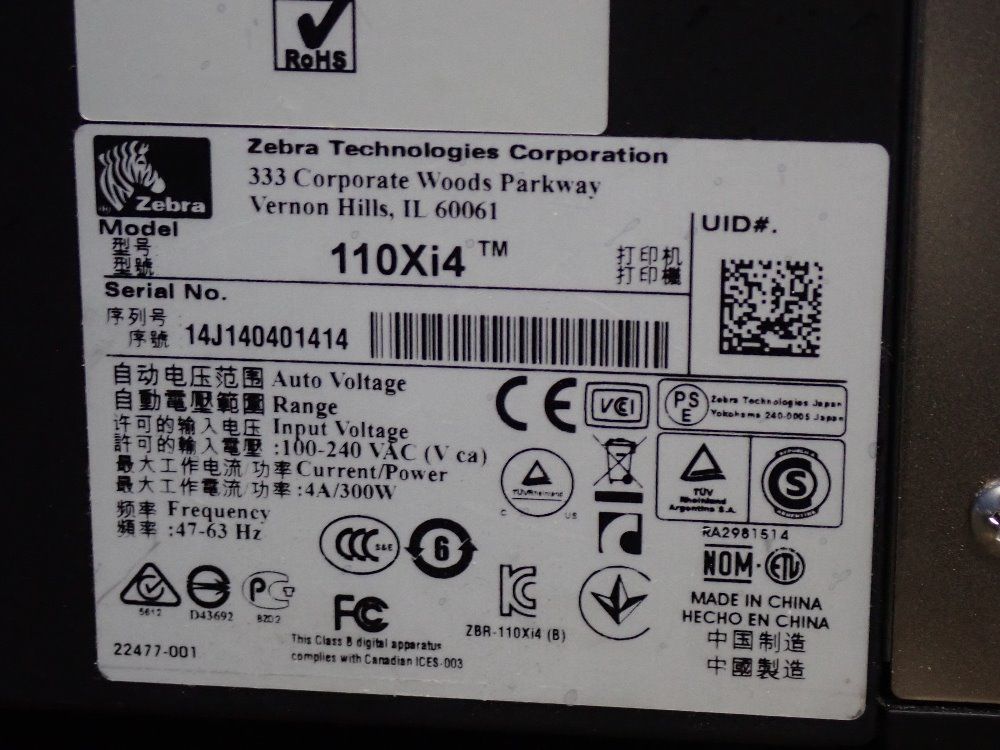 RoHS
Zebra
Zebra Technologies Corporation
333 Corporate Woods Parkway
Vernon Hills, IL 60061
Model
型号
型號
110Xi4™
打印机
打印機
UID#.
Serial No.
序列号
序號
14J140401414
自动电压范围 Auto Voltage
自動電壓範圍 Range
许可的输入电压 Input Voltage
許可的輸入電壓 :100-240 VAC (V ca)
最大工作电流/功率 Current/Power
最大工作電流/功率 :4A/300W
频率 Frequency
頻率 :47-63 Hz
CE
VCI
PS
E
Zebra Technologies Japan
Yokohama 240-0005 Japan
TÜVRheinland
C US
TÜV
Rheinland
Argentina S.A.
S
ARGENTINA
RA2981514
CCC S&E
6
NOM ETL
MADE IN CHINA
HECHO EN CHINA
中国制造
中國製造
5612
D43692
PC
BZ02
FC
KC
ZBR-110Xi4 (B)
This Class B digital apparatus
complies with Canadian ICES-003
22477-001